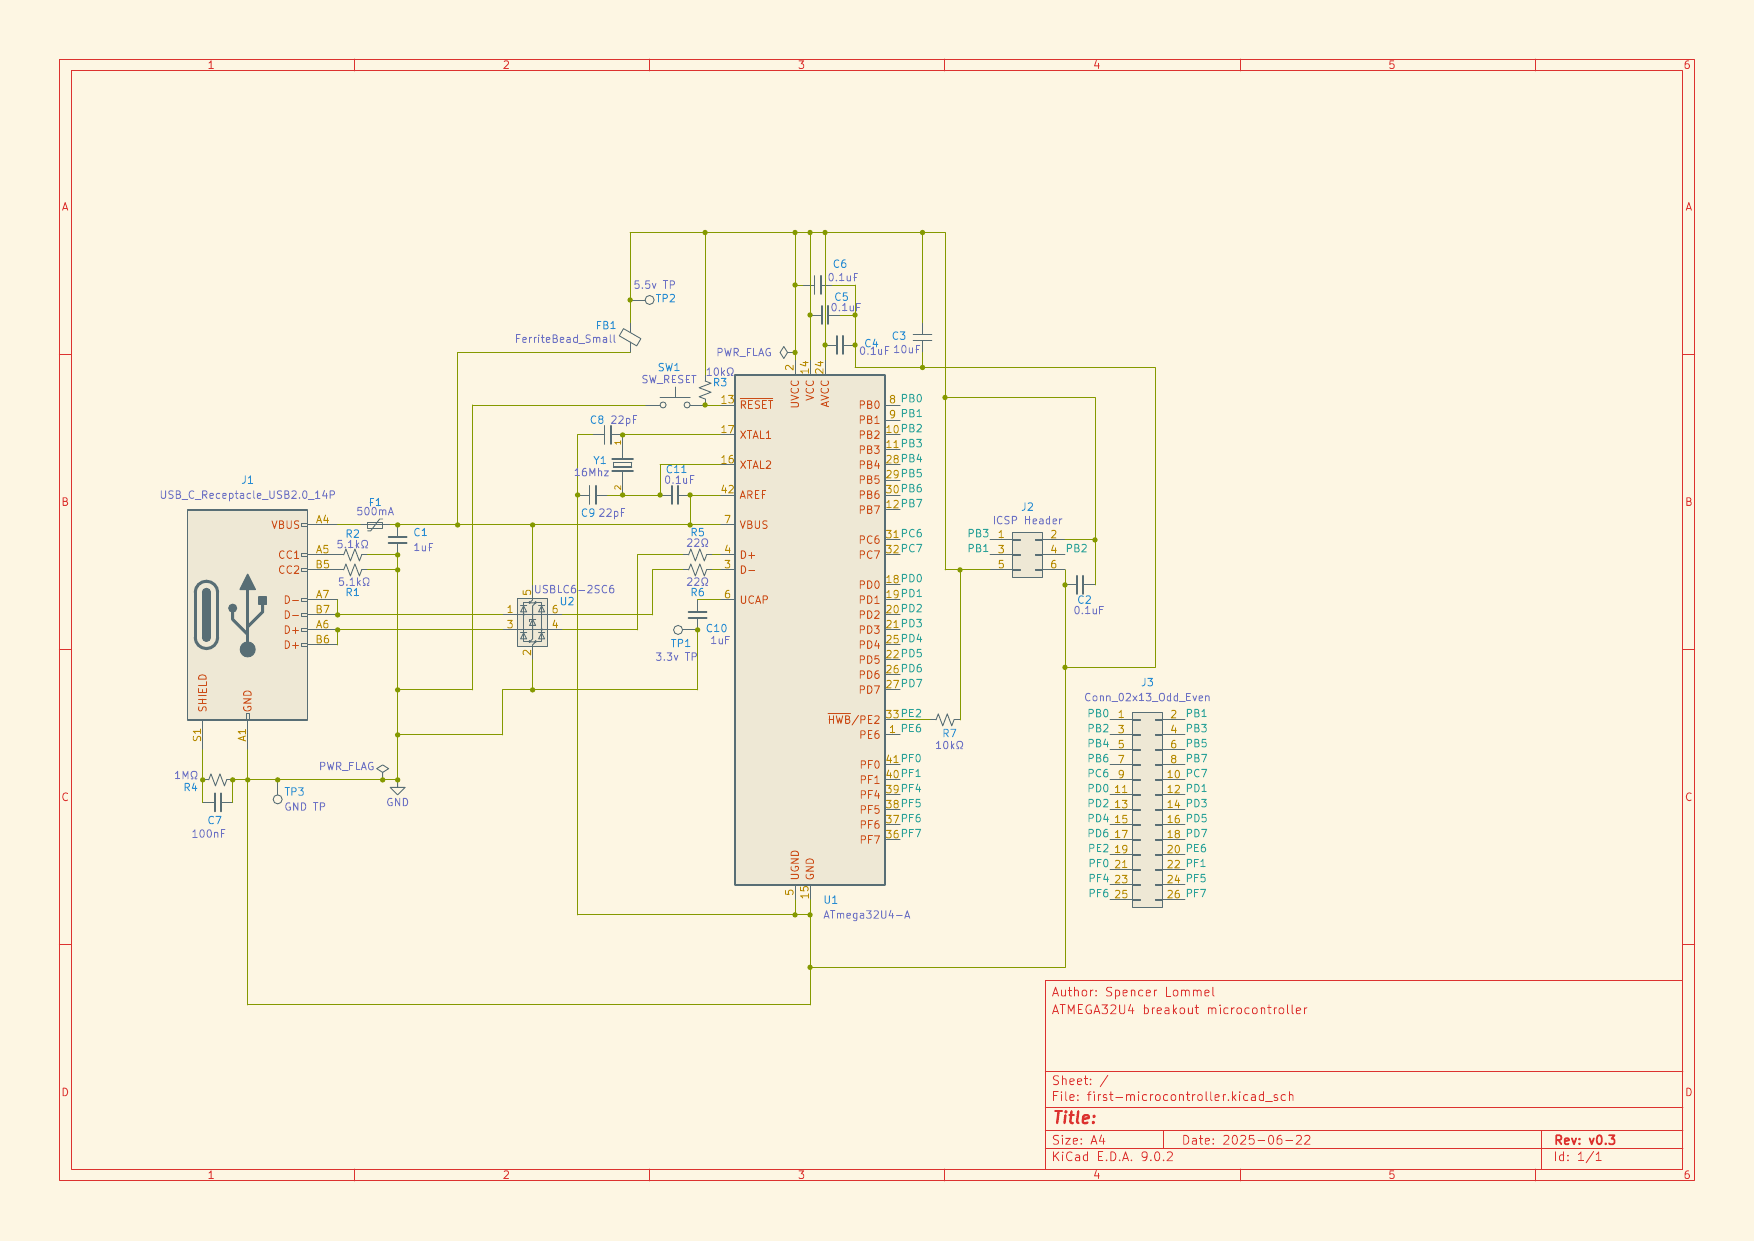 1 2 3 4 5 6
A A
B B
C C
D D
1 2 3 4 5 6
5.5v TP
TP2
FB1
FerriteBead_Small
C6
0.1uF
C5
0.1uF
C4
0.1uF
C3
10uF
PWR_FLAG
SW1
SW_RESET
10kΩ
R3
C8 22pF
Y1
16Mhz
1
2
C9 22pF
C11
0.1uF
J1
USB_C_Receptacle_USB2.0_14P
VBUS A4
CC1 A5
CC2 B5
D- A7
D- B7
D+ A6
D+ B6
SHIELD
GND
S1
A1
F1
500mA
R2
5.1kΩ
5.1kΩ
R1
C1
1uF
USBLC6-2SC6
U2
5
1 6
3 4
2
R5
22Ω
22Ω
R6
C10
1uF
TP1
3.3v TP
1MΩ
R4
C7
100nF
TP3
GND TP
PWR_FLAG
GND
2 14 24
UVCC VCC AVCC
13 RESET
17 XTAL1
16 XTAL2
42 AREF
7 VBUS
4 D+
3 D-
6 UCAP
PB0 8 PB0
PB1 9 PB1
PB2 10 PB2
PB3 11 PB3
PB4 28 PB4
PB5 29 PB5
PB6 30 PB6
PB7 12 PB7
PC6 31 PC6
PC7 32 PC7
PD0 18 PD0
PD1 19 PD1
PD2 20 PD2
PD3 21 PD3
PD4 25 PD4
PD5 22 PD5
PD6 26 PD6
PD7 27 PD7
HWB/PE2 33 PE2
PE6 1 PE6
PF0 41 PF0
PF1 40 PF1
PF4 39 PF4
PF5 38 PF5
PF6 37 PF6
PF7 36 PF7
UGND GND
5 15
U1
ATmega32U4-A
R7
10kΩ
J2
ICSP Header
PB3 1 2
PB1 3 4 PB2
5 6
C2
0.1uF
J3
Conn_02x13_Odd_Even
PB0 1 2 PB1
PB2 3 4 PB3
PB4 5 6 PB5
PB6 7 8 PB7
PC6 9 10 PC7
PD0 11 12 PD1
PD2 13 14 PD3
PD4 15 16 PD5
PD6 17 18 PD7
PE2 19 20 PE6
PF0 21 22 PF1
PF4 23 24 PF5
PF6 25 26 PF7
Author: Spencer Lommel
ATMEGA32U4 breakout microcontroller
Sheet: /
File: first-microcontroller.kicad_sch
Title:
Size: A4 Date: 2025-06-22 Rev: v0.3
KiCad E.D.A. 9.0.2 Id: 1/1